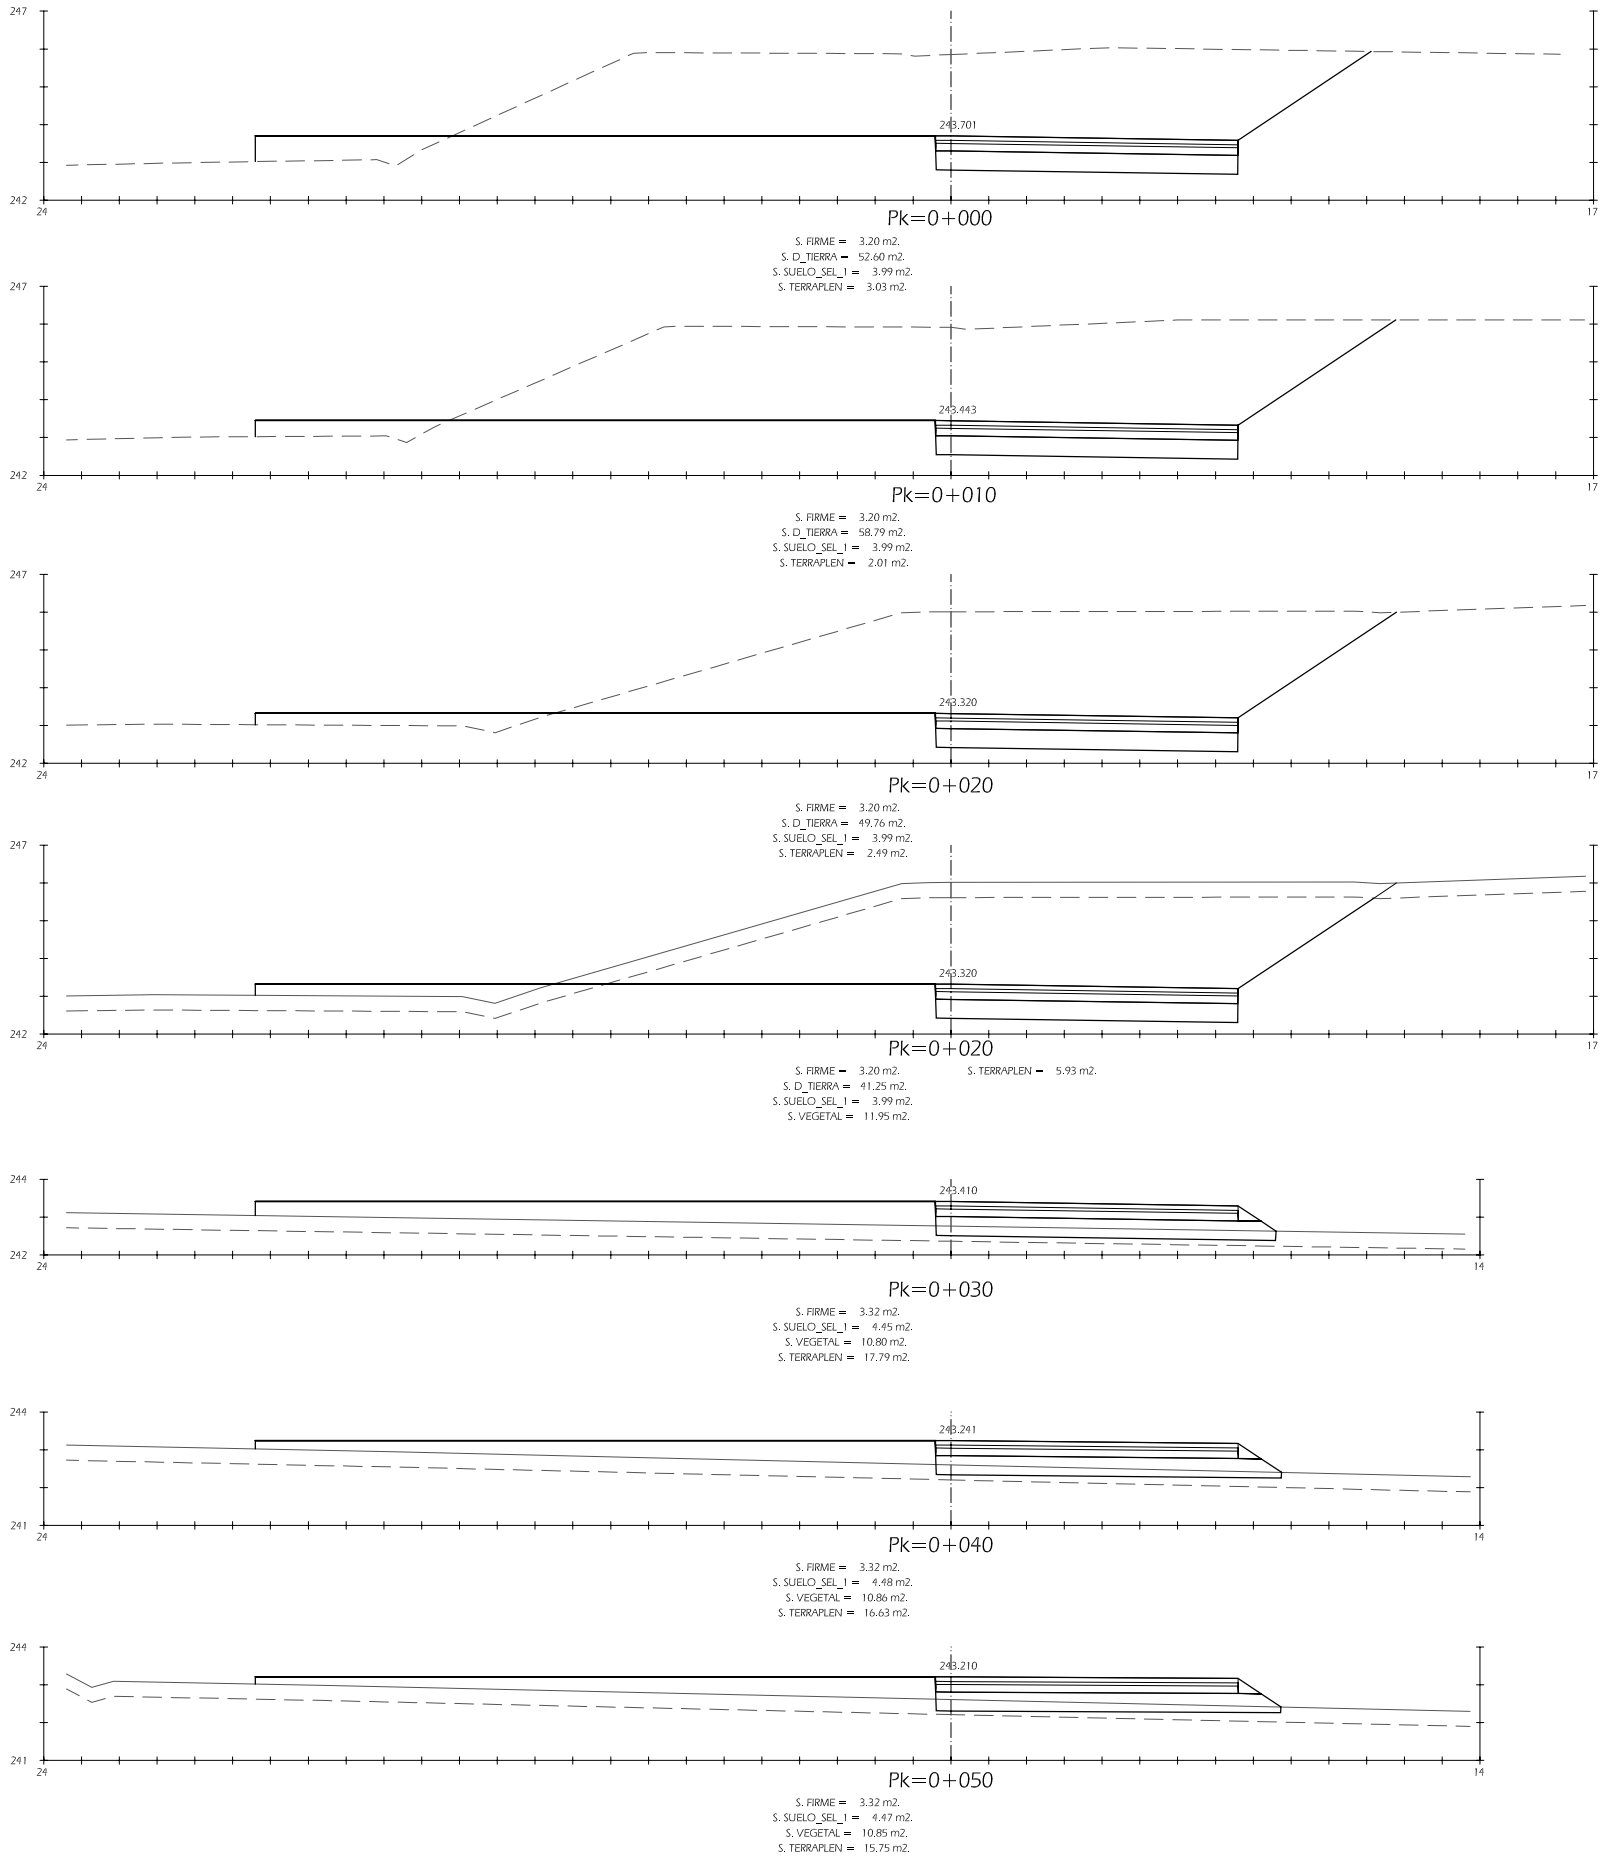 247
243.701
242
24
17
Pk=0+000
S. FIRME = 3.20 m2.
S. D_TIERRA = 52.60 m2.
S. SUELO_SEL_1 = 3.99 m2.
S. TERRAPLEN = 3.03 m2.
247
243.443
242
24
17
Pk=0+010
S. FIRME = 3.20 m2.
S. D_TIERRA = 58.79 m2.
S. SUELO_SEL_1 = 3.99 m2.
S. TERRAPLEN = 2.01 m2.
247
243.320
242
24
17
Pk=0+020
S. FIRME = 3.20 m2.
S. D_TIERRA = 49.76 m2.
S. SUELO_SEL_1 = 3.99 m2.
S. TERRAPLEN = 2.49 m2.
247
243.320
242
24
17
Pk=0+020
S. FIRME = 3.20 m2. S. TERRAPLEN = 5.93 m2.
S. D_TIERRA = 41.25 m2.
S. SUELO_SEL_1 = 3.99 m2.
S. VEGETAL = 11.95 m2.
244
243.410
242
24
14
Pk=0+030
S. FIRME = 3.32 m2.
S. SUELO_SEL_1 = 4.45 m2.
S. VEGETAL = 10.80 m2.
S. TERRAPLEN = 17.79 m2.
244
243.241
241
24
14
Pk=0+040
S. FIRME = 3.32 m2.
S. SUELO_SEL_1 = 4.48 m2.
S. VEGETAL = 10.86 m2.
S. TERRAPLEN = 16.63 m2.
244
243.210
241
24
14
Pk=0+050
S. FIRME = 3.32 m2.
S. SUELO_SEL_1 = 4.47 m2.
S. VEGETAL = 10.85 m2.
S. TERRAPLEN = 15.75 m2.